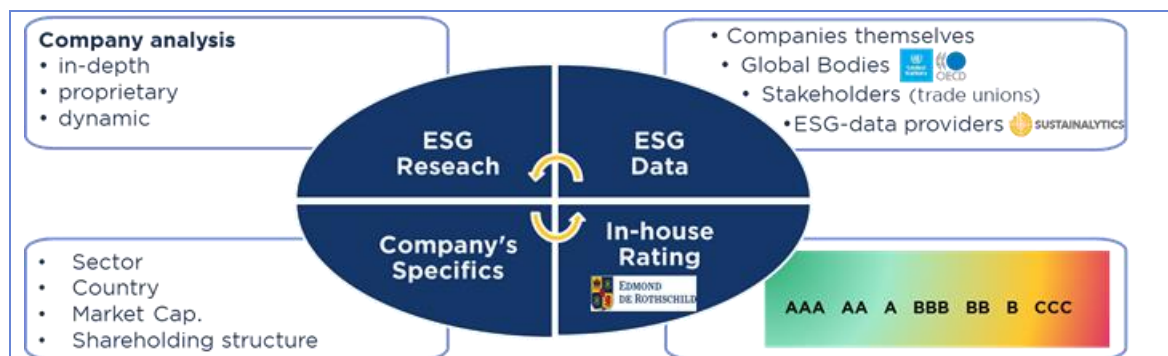 Company analysis
• in-depth
• proprietary
• dynamic
• Companies themselves
• Global Bodies
OECD
• Stakeholders (trade unions)
•ESG-data providers SUSTAINALYTICS
ESG
Reseach
ESG
Data
Company's
Specifics
In-house
Rating
EDMOND
DE ROTHSCHILD
• Sector
• Country
• Market Cap.
• Shareholding structure
AAA AA A BBB BB B CCC